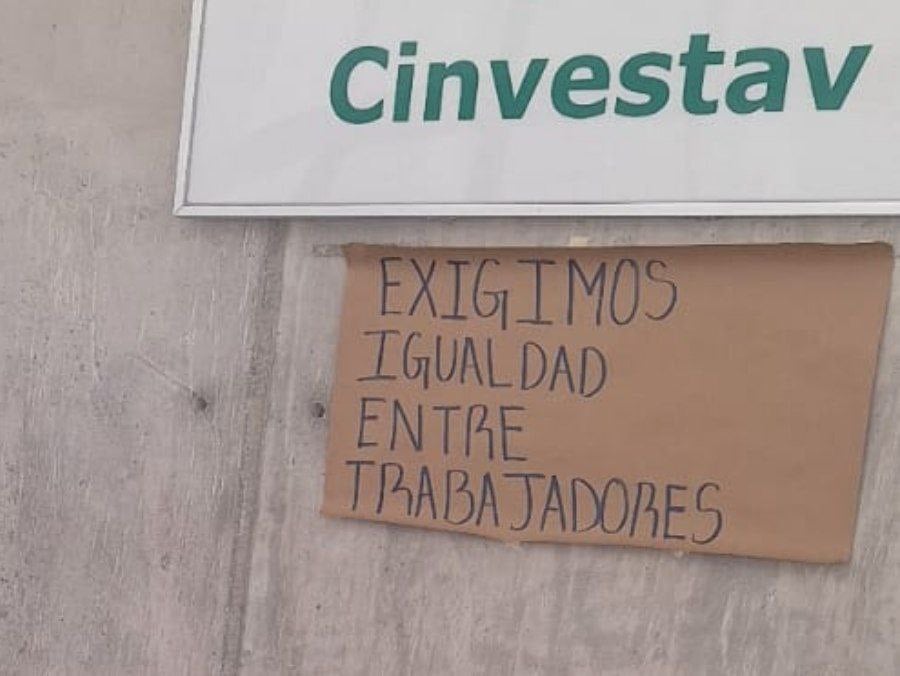 Cinvestav
EXIGIMOS
IGUALDAD
ENTRE
TRABAJADORES